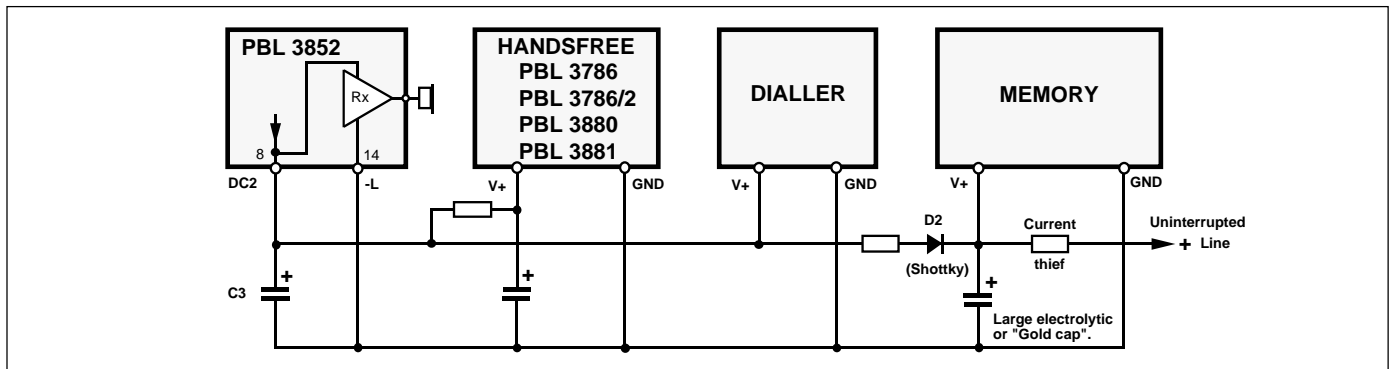 PBL 3852
Rx
8
14
DC2
-L
+
C3
HANDSFREE
PBL 3786
PBL 3786/2
PBL 3880
PBL 3881
V+
GND
+
DIALLER
V+
GND
MEMORY
V+
GND
D2
(Shottky)
Current
thief
Uninterrupted
+ Line
+
Large electrolytic
or "Gold cap".